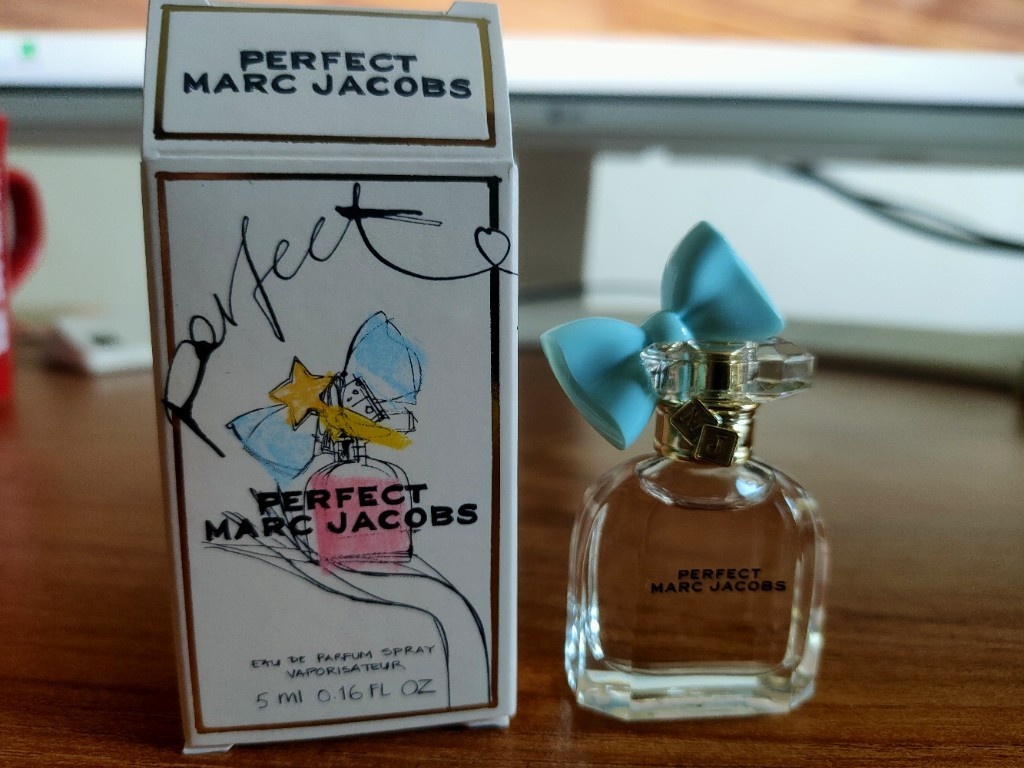 PERFECT
MARC JACOBS
Perfect
PERFECT
MARC JACOBS
EAU DE PARFUM SPRAY
VAPORISATEUR
5 ml 0.16 FL OZ
PERFECT
MARC JACOBS